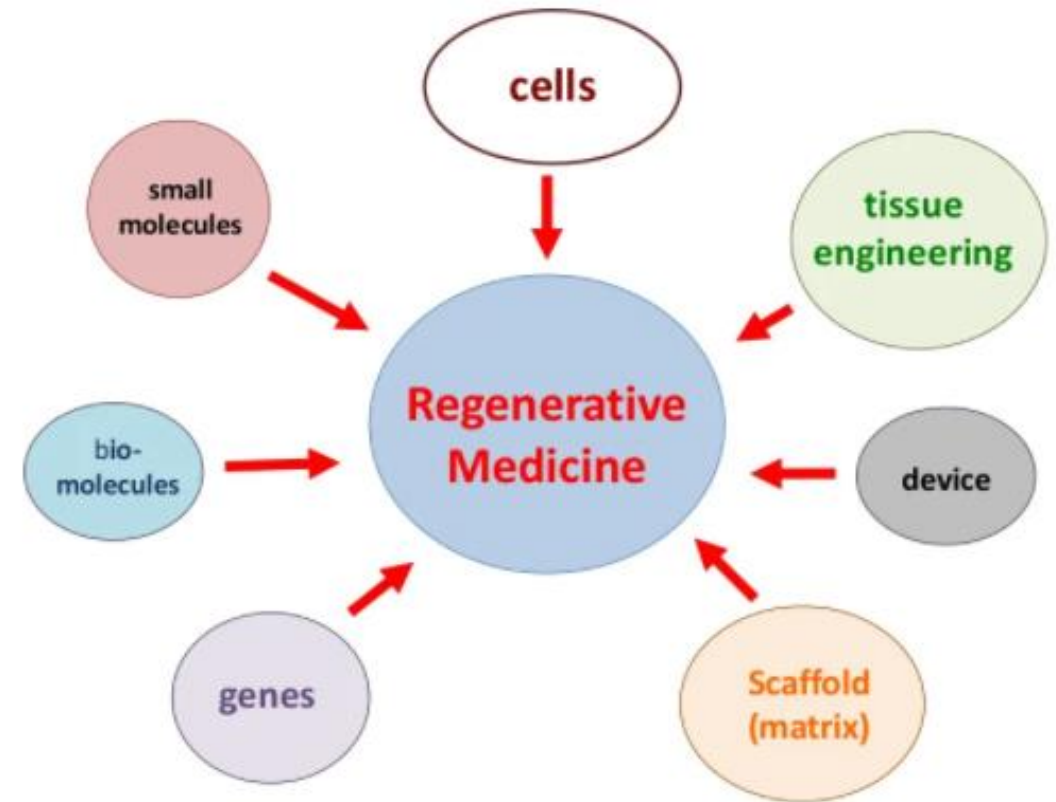 cells
small
molecules
tissue
engineering
Regenerative
Medicine
bio-
molecules
device
genes
Scaffold
(matrix)